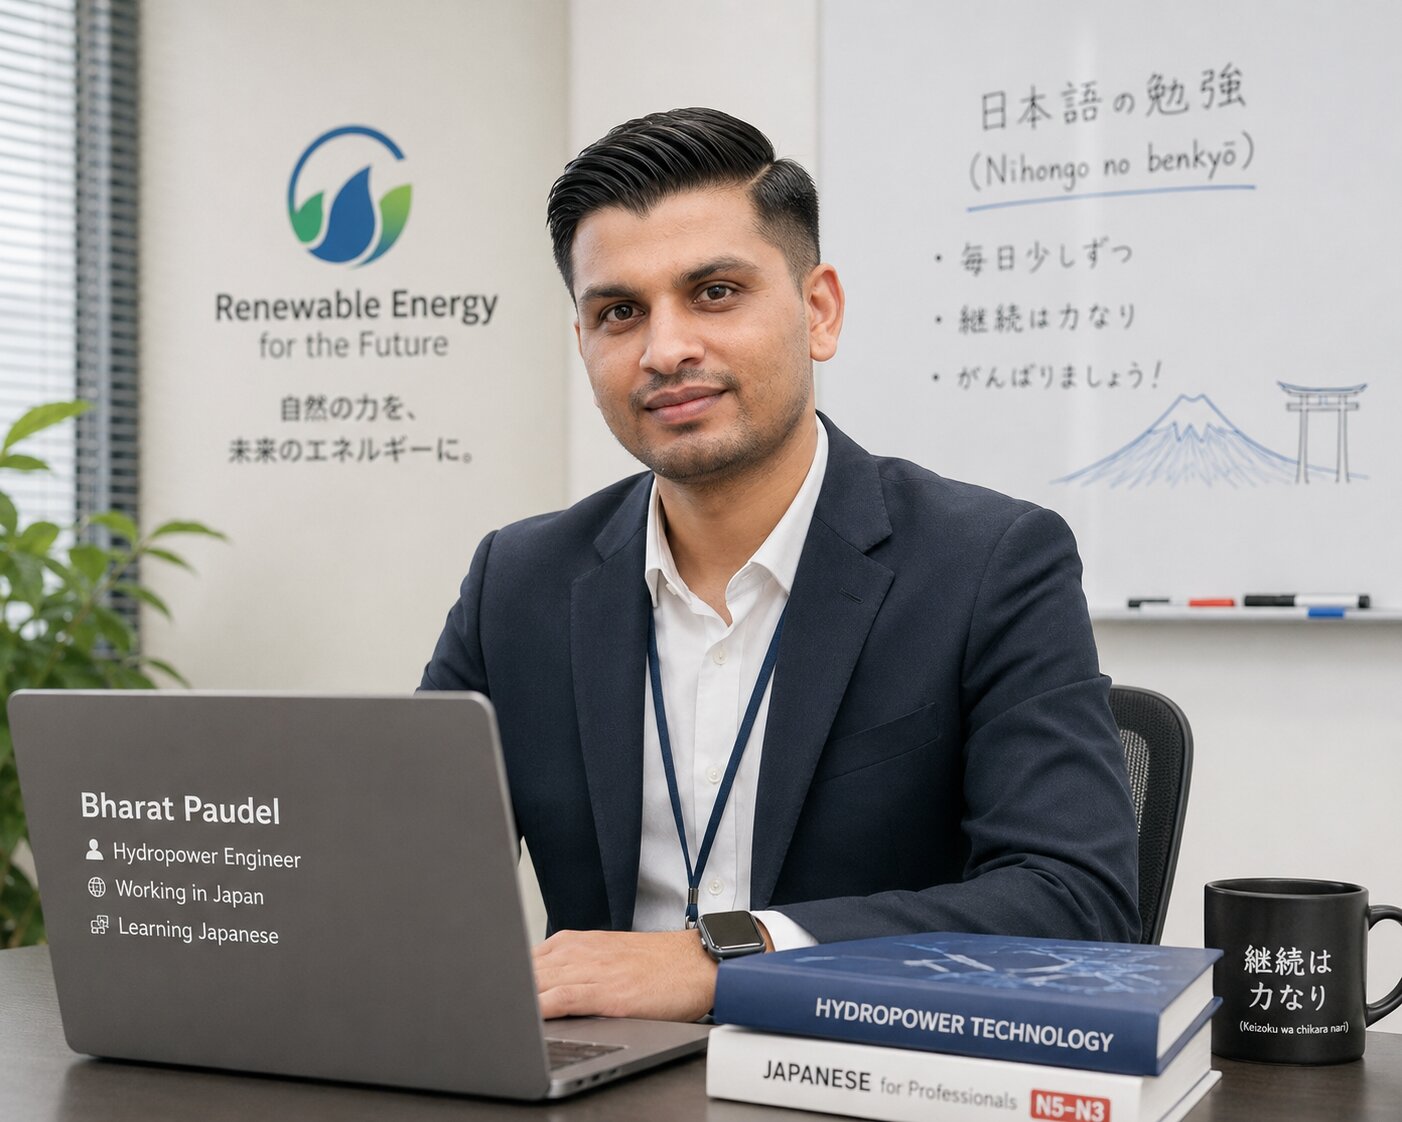 Renewable Energy
for the Future
自然の力を、
未来のエネルギーに。
日本語の勉強
(Nihongo no benkyō)
• 毎日少しずつ
• 継続は力なり
• がんばりましょう!
Bharat Paudel
Hydropower Engineer
Working in Japan
Learning Japanese
HYDROPOWER TECHNOLOGY
JAPANESE for Professionals N5-N3
継続は
力なり
(Keizoku wa chikara nari)